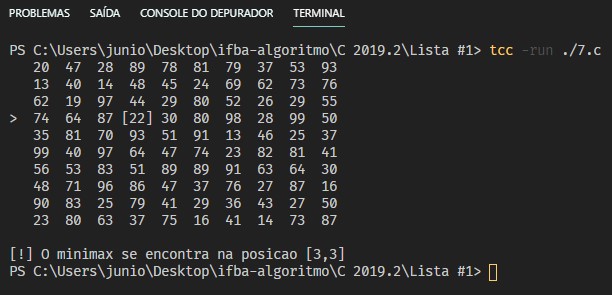 PROBLEMAS SAÍDA CONSOLE DO DEPURADOR TERMINAL
PS C:\Users\junio\Desktop\ifba-algoritmo\C 2019.2\Lista #1> tcc -run ./7.c
20 47 28 89 78 81 79 37 53 93
13 40 14 48 45 24 69 62 73 76
62 19 97 44 29 80 52 26 29 55
> 74 64 87 [22] 30 80 98 28 99 50
35 81 70 93 51 91 13 46 25 37
99 40 97 64 47 74 23 82 81 41
56 53 83 51 89 89 91 63 64 30
48 71 96 86 47 37 76 27 87 16
90 83 25 79 41 29 36 43 27 50
23 80 63 37 75 16 41 14 73 87
[!] O minimax se encontra na posicao [3,3]
PS C:\Users\junio\Desktop\ifba-algoritmo\C 2019.2\Lista #1>